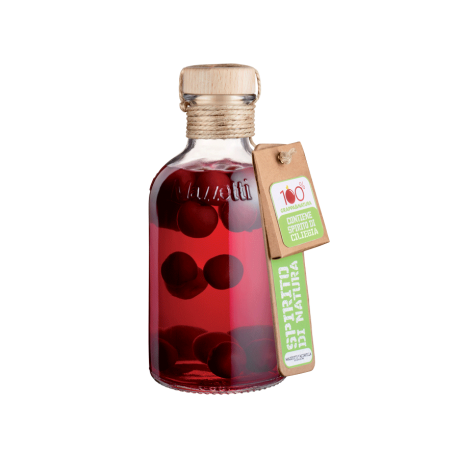 Mazzetti
100%
CONTIENE
SPIRITO DI
CILIEGIA
SPIRITO
DI NATURA